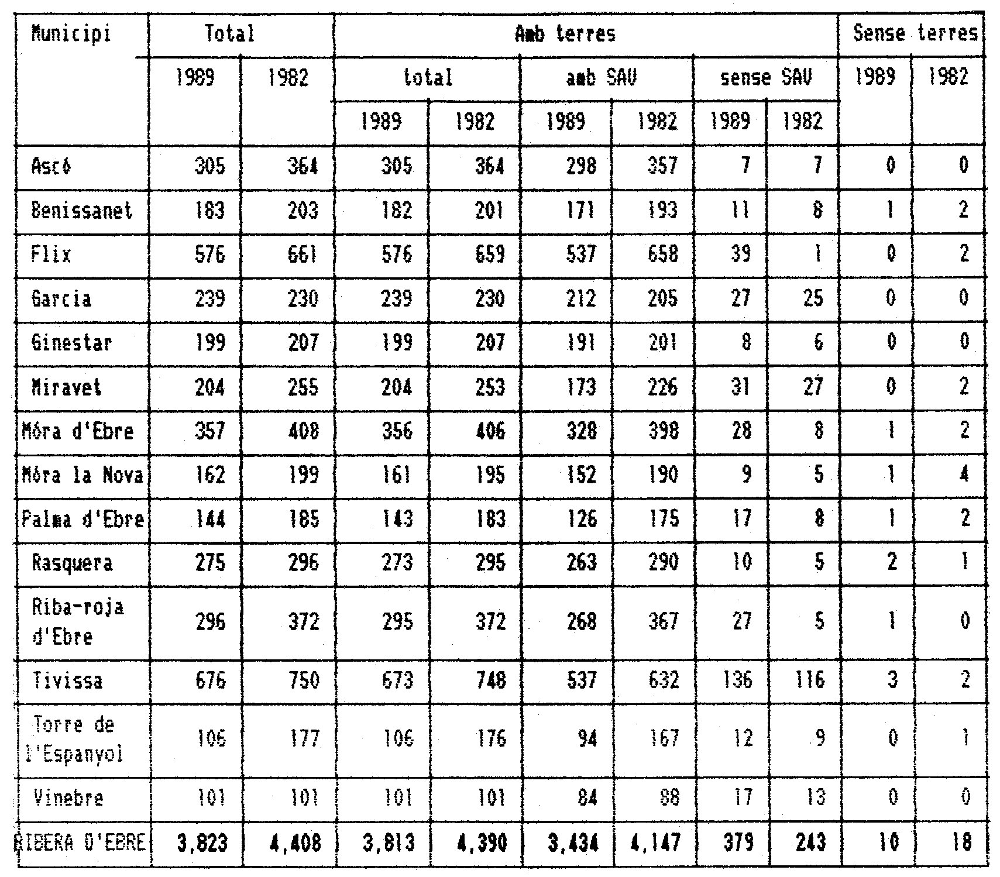 Municipi Total Amb terres Sense terres
1989 1982 total amb SAU sense SAU 1989 1982
1989 1982 1989 1982 1989 1982
Ascó 305 364 305 364 298 357 7 7 0 0
Benissanet 183 203 182 201 171 193 11 8 1 2
Flix 576 661 576 659 537 658 39 1 0 2
Garcia 239 230 239 230 212 205 27 25 0 0
Ginestar 199 207 199 207 191 201 8 6 0 0
Miravet 204 255 204 253 173 226 31 27 0 2
Móra d'Ebre 357 408 356 406 328 398 28 8 1 2
Móra la Nova 162 199 161 195 152 190 9 5 1 4
Palma d'Ebre 144 185 143 183 126 175 17 8 1 2
Rasquera 275 296 273 295 263 290 10 5 2 1
Riba-roja
d'Ebre 296 372 295 372 268 367 27 5 1 0
Tivissa 676 750 673 748 537 632 136 116 3 2
Torre de
l'Espanyol 106 177 106 176 94 167 12 9 0 1
Vinebre 101 101 101 101 84 88 17 13 0 0
RIBERA D'EBRE 3,823 4,408 3,813 4,390 3,434 4,147 379 243 10 18